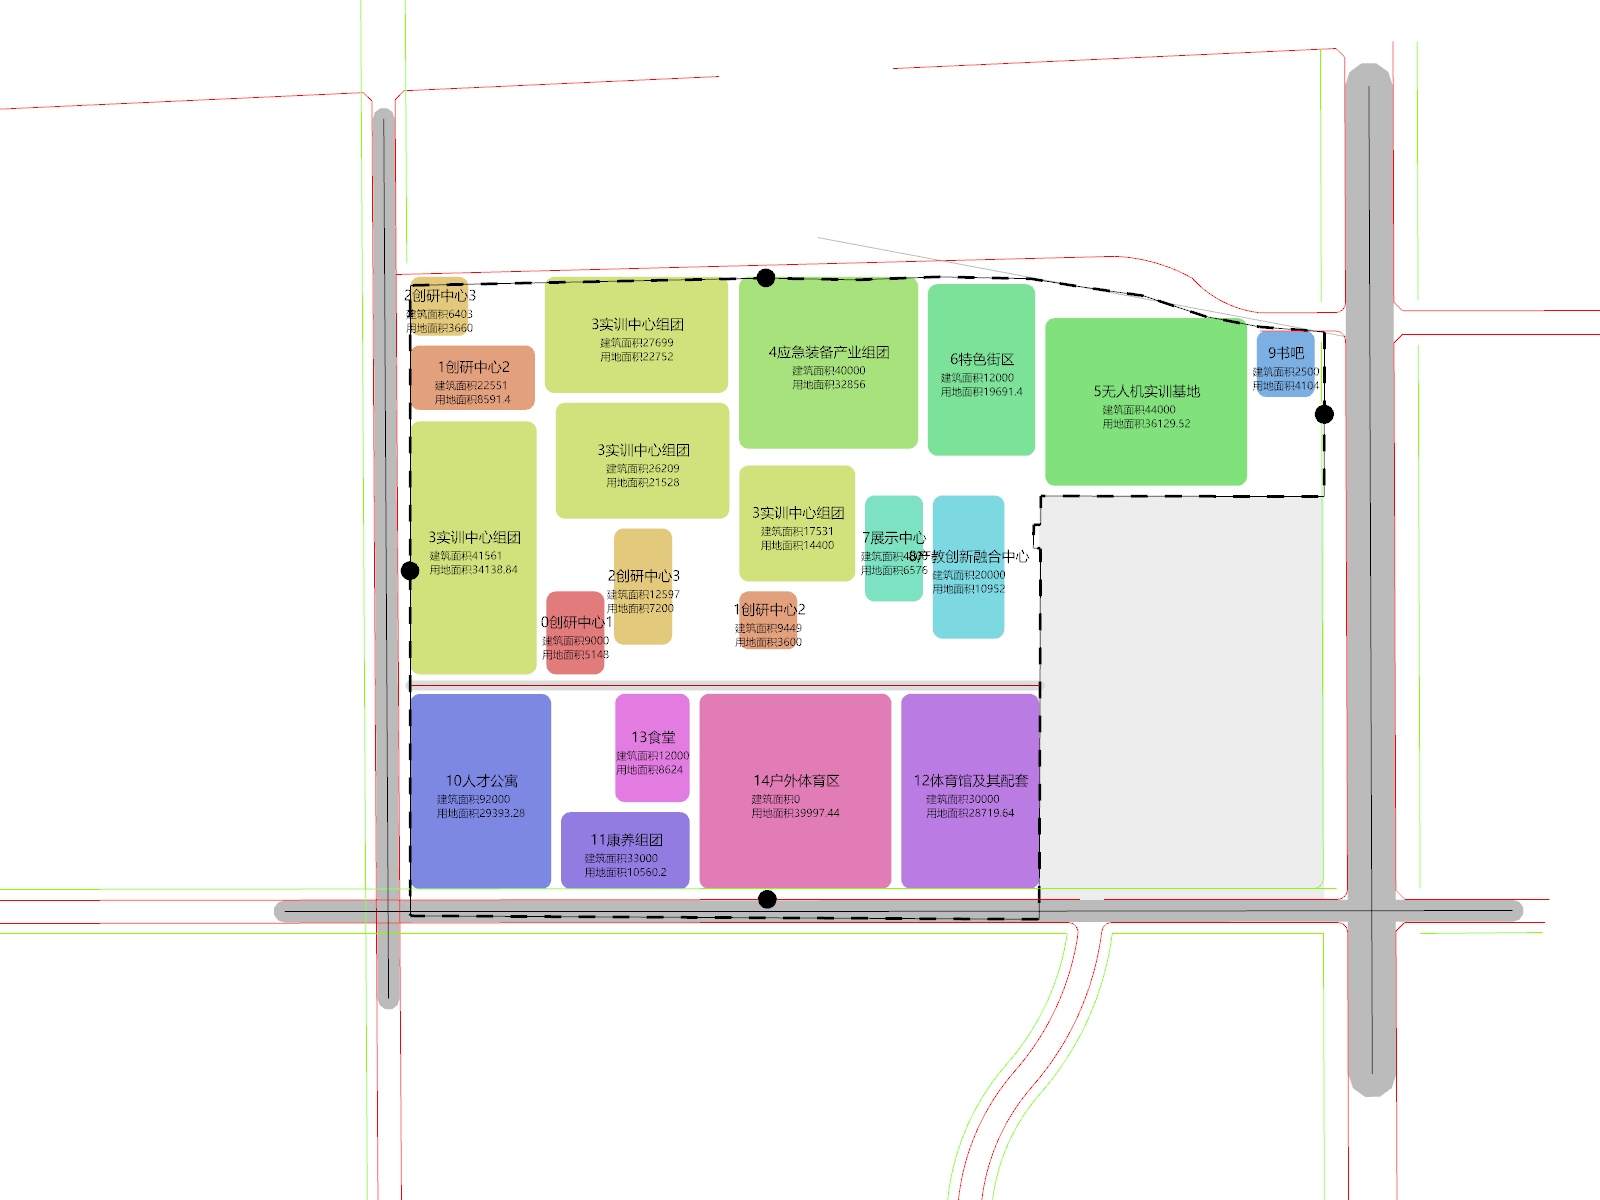 2创研中心3
建筑面积6403
用地面积3660
1创研中心2
建筑面积22551
用地面积8591.4
3实训中心组团
建筑面积27699
用地面积22752
4应急装备产业组团
建筑面积40000
用地面积32856
6特色街区
建筑面积12000
用地面积19691.4
5无人机实训基地
建筑面积44000
用地面积36129.52
9书吧
建筑面积2500
用地面积4104
3实训中心组团
建筑面积26209
用地面积21528
3实训中心组团
建筑面积41561
用地面积34138.84
3实训中心组团
建筑面积17531
用地面积14400
7展示中心
用地面积6576
8产教创新融合中心
建筑面积20000
用地面积10952
2创研中心3
建筑面积12597
用地面积7200
0创研中心1
建筑面积9000
用地面积5148
1创研中心2
建筑面积9449
用地面积3600
10人才公寓
建筑面积92000
用地面积29393.28
13食堂
建筑面积12000
用地面积8624
11康养组团
建筑面积33000
用地面积10560.2
14户外体育区
建筑面积0
用地面积39997.44
12体育馆及其配套
建筑面积30000
用地面积28719.64